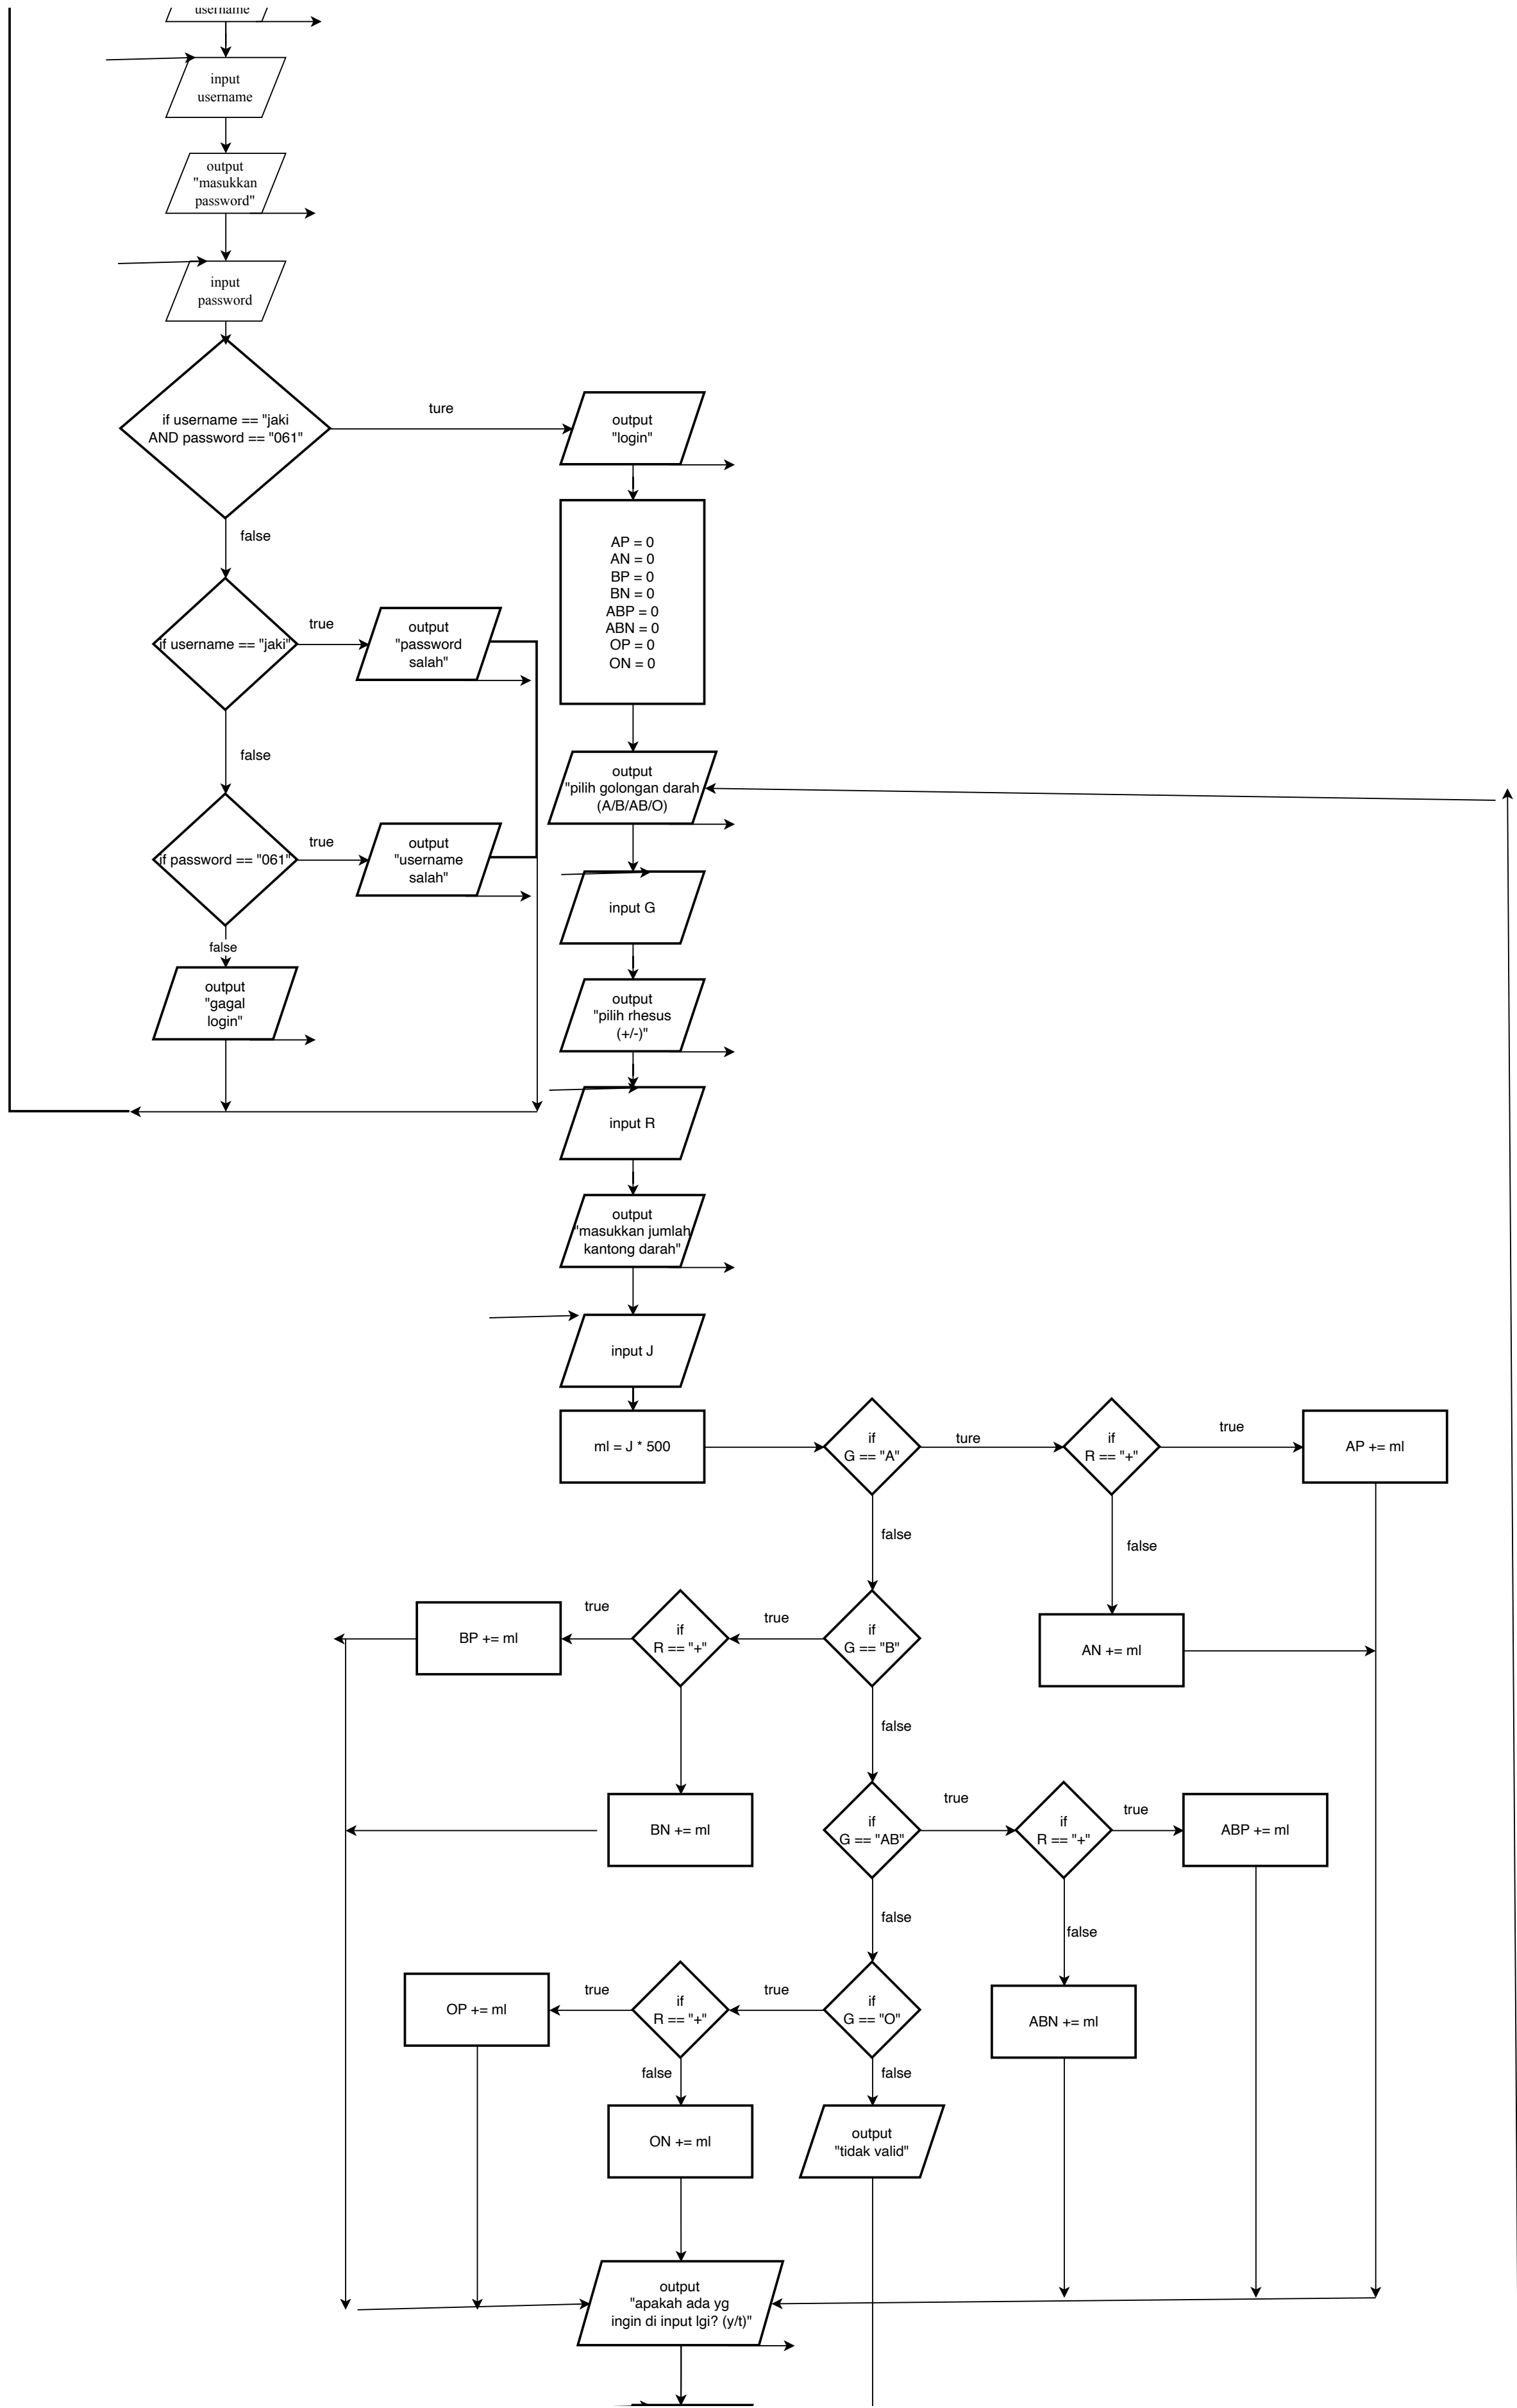 username
input
username
output
"masukkan
password"
input
password
if username == "jaki
AND password == "061"
ture
output
"login"
false
AP = 0
AN = 0
BP = 0
BN = 0
ABP = 0
ABN = 0
OP = 0
ON = 0
if username == "jaki"
true
output
"password
salah"
false
output
"pilih golongan darah
(A/B/AB/O)
if password == "061"
true
output
"username
salah"
input G
false
output
"gagal
login"
output
"pilih rhesus
(+/-)"
input R
output
"masukkan jumlah
kantong darah"
input J
ml = J * 500
if
G == "A"
ture
if
R == "+"
true
AP += ml
false
false
BP += ml
true
if
R == "+"
true
if
G == "B"
AN += ml
false
BN += ml
if
G == "AB"
true
if
R == "+"
true
ABP += ml
false
false
OP += ml
true
if
R == "+"
true
if
G == "O"
ABN += ml
false
false
ON += ml
output
"tidak valid"
output
"apakah ada yg
ingin di input lgi? (y/t)"